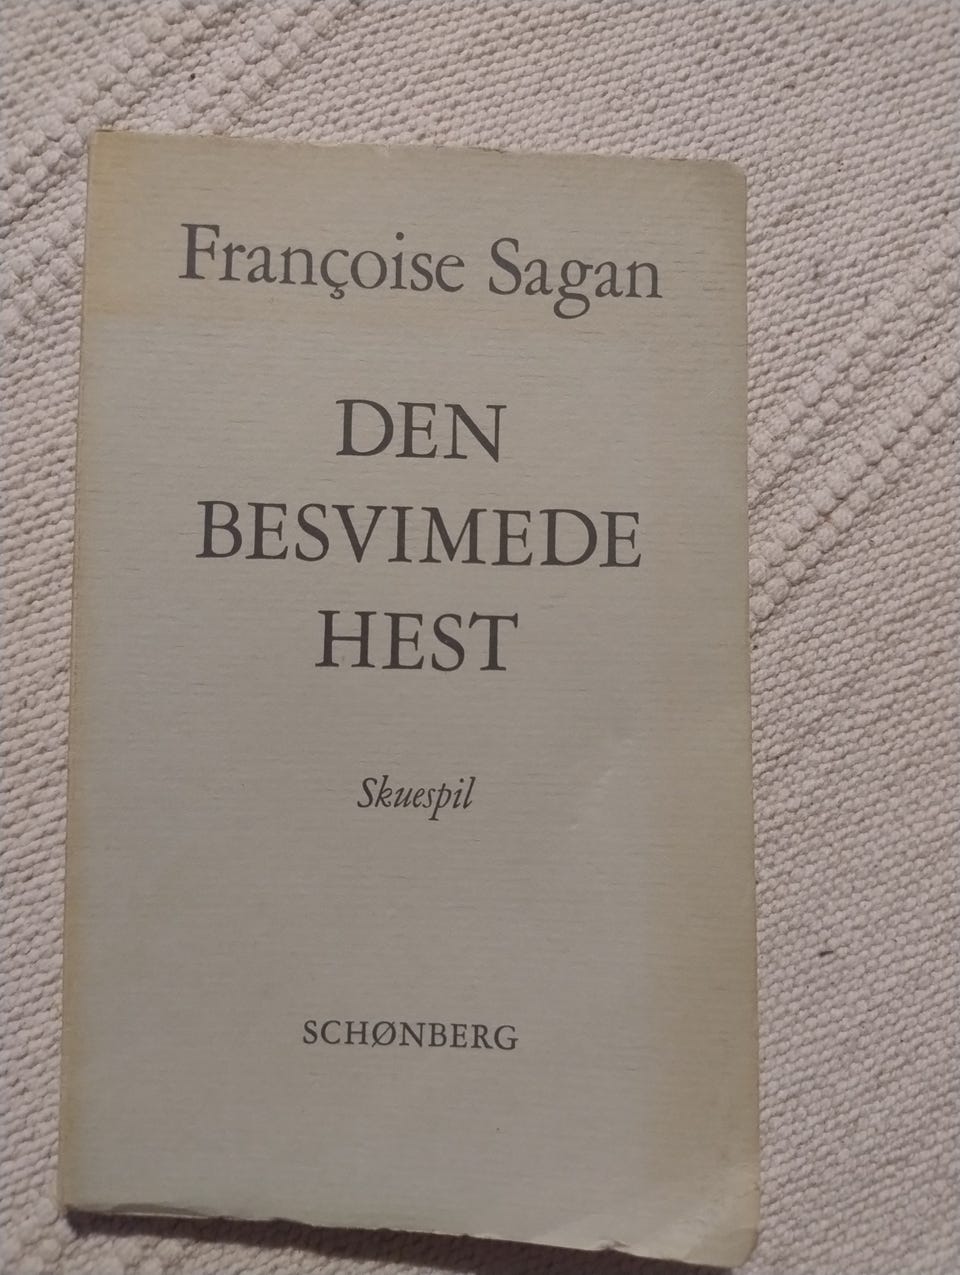 Françoise Sagan
DEN
BESVIMEDE
HEST
Skuespil
SCHØNBERG